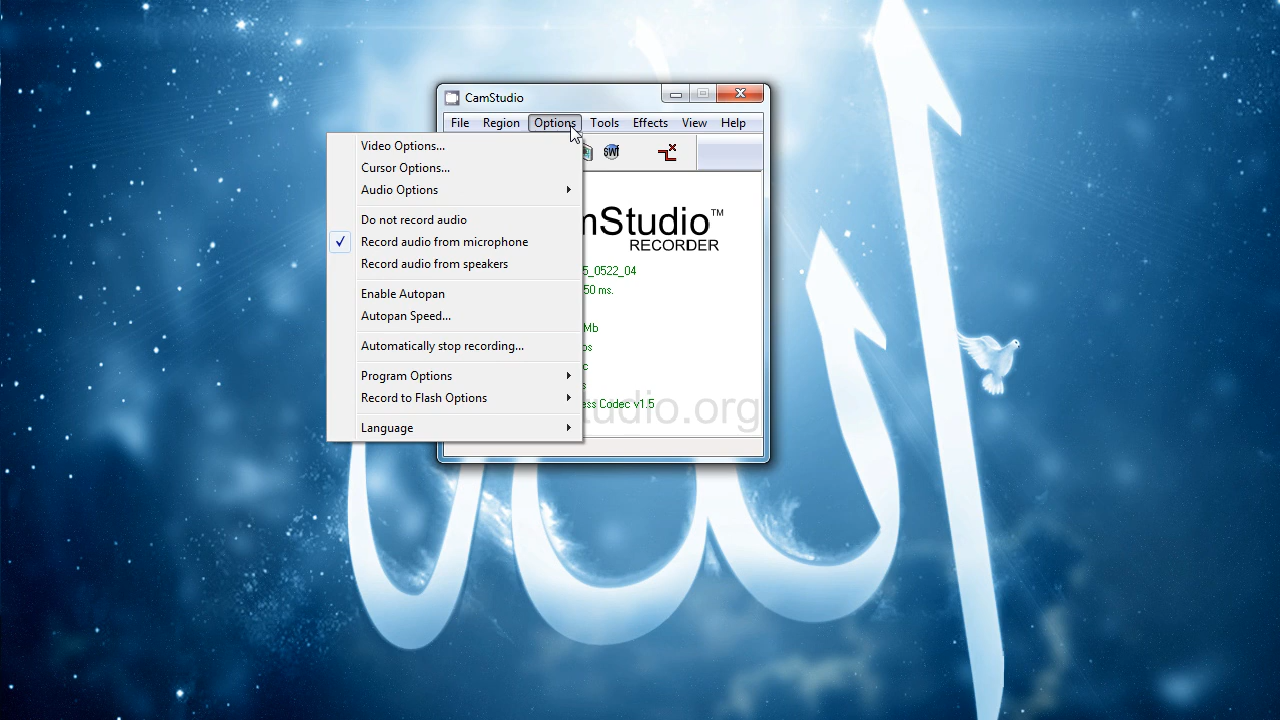 CamStudio
File Region Options Tools Effects View Help
Video Options...
Cursor Options...
Audio Options
Do not record audio
Record audio from microphone
Record audio from speakers
Enable Autopan
Autopan Speed...
Automatically stop recording...
Program Options
Record to Flash Options
Language
swf
mStudio™
RECORDER
5_0522_04
50 ms.
Mb
ess Codec v1.5
udio.org
الله